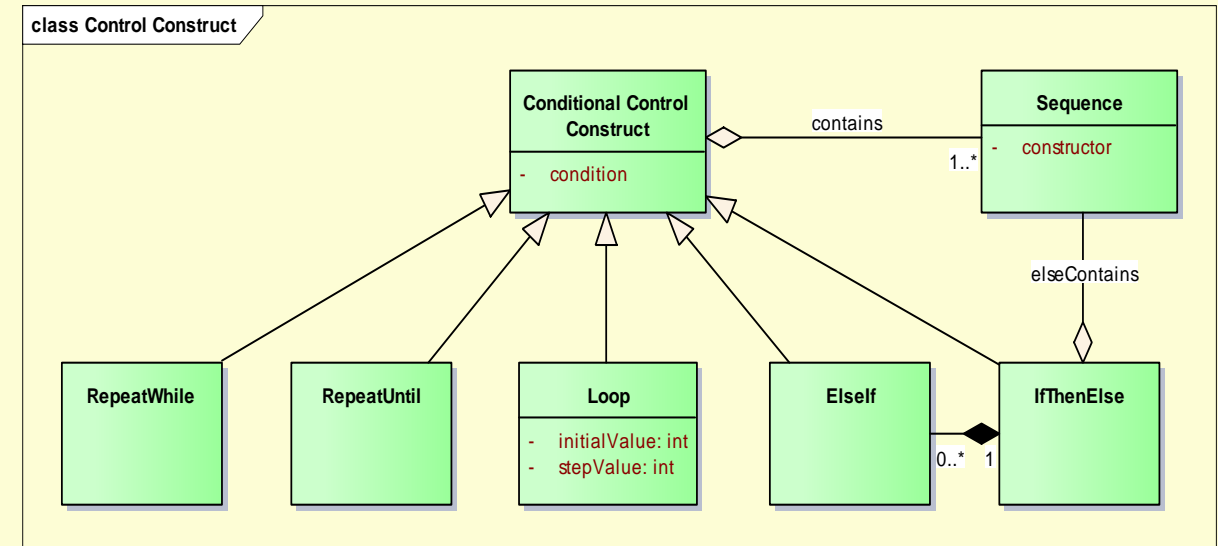 class Control Construct
Conditional Control
Construct
- condition
contains
1..*
Sequence
- constructor
elseContains
RepeatWhile
RepeatUntil
Loop
- initialValue: int
- stepValue: int
ElseIf
0..*
1
IfThenElse